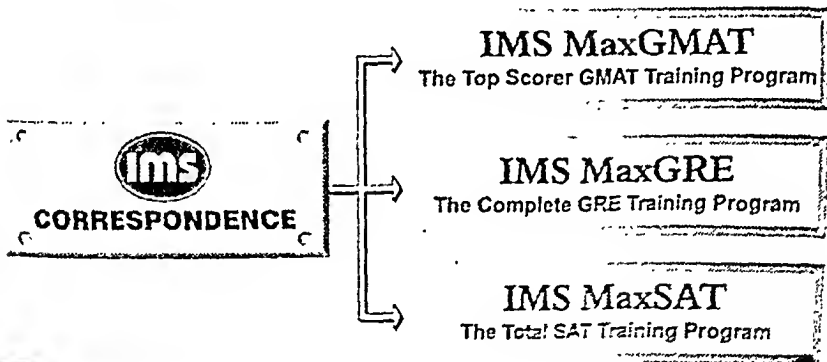 ims
CORRESPONDENCE
IMS MaxGMAT
The Top Scorer GMAT Training Program
IMS MaxGRE
The Complete GRE Training Program
IMS MaxSAT
The Total SAT Training Program